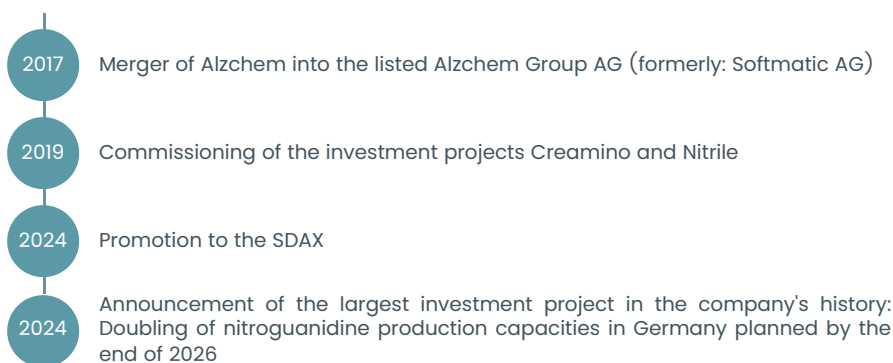 2017
Merger of Alzchem into the listed Alzchem Group AG (formerly: Softmatic AG)
2019
Commissioning of the investment projects Creamino and Nitrile
2024
Promotion to the SDAX
2024
Announcement of the largest investment project in the company's history:
Doubling of nitroguanidine production capacities in Germany planned by the
end of 2026